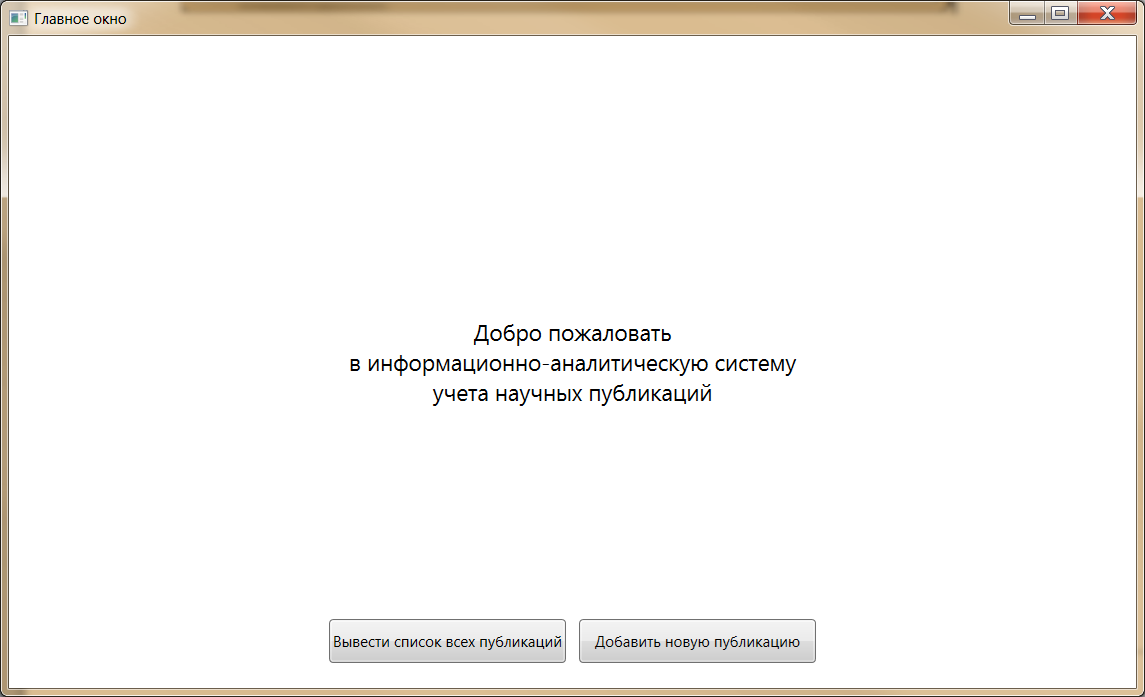 Главное окно
Добро пожаловать
в информационно-аналитическую систему
учета научных публикаций
Вывести список всех публикаций
Добавить новую публикацию